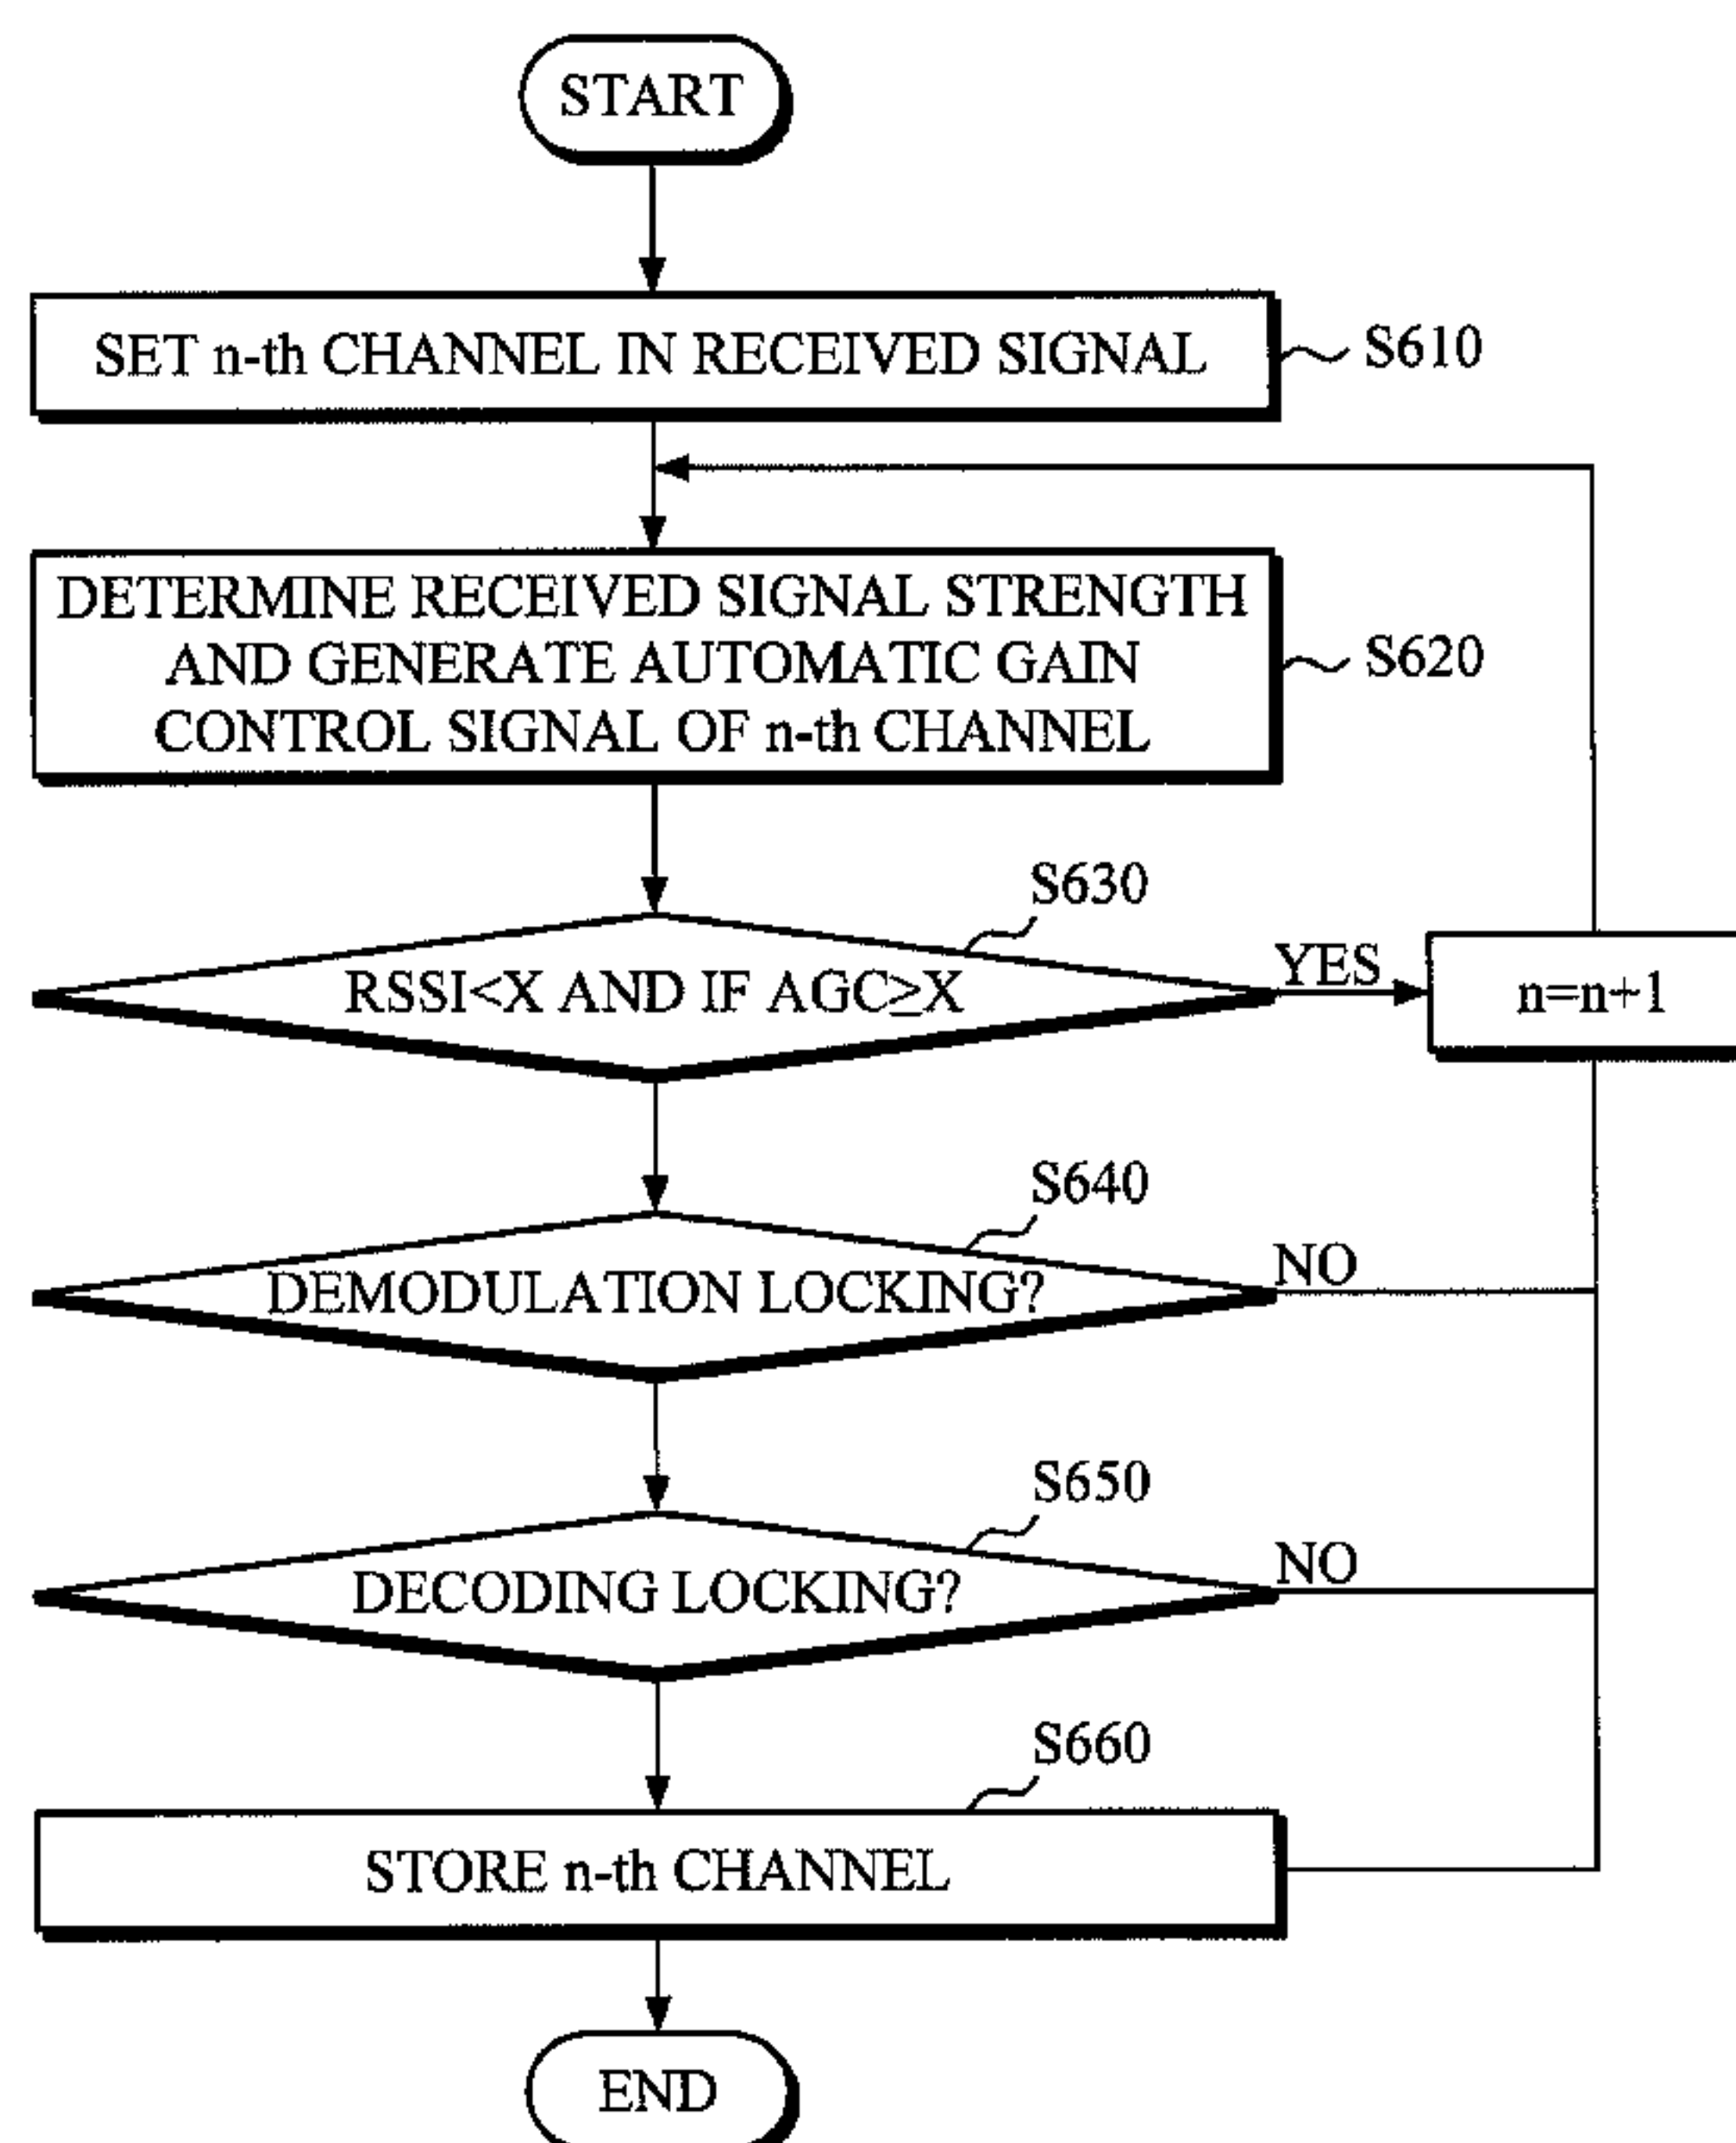 START
SET n-th CHANNEL IN RECEIVED SIGNAL
S610
DETERMINE RECEIVED SIGNAL STRENGTH
AND GENERATE AUTOMATIC GAIN
CONTROL SIGNAL OF n-th CHANNEL
S620
S630
RSSI<X AND IF AGC≥X
YES
n=n+1
S640
DEMODULATION LOCKING?
NO
S650
DECODING LOCKING?
NO
S660
STORE n-th CHANNEL
END